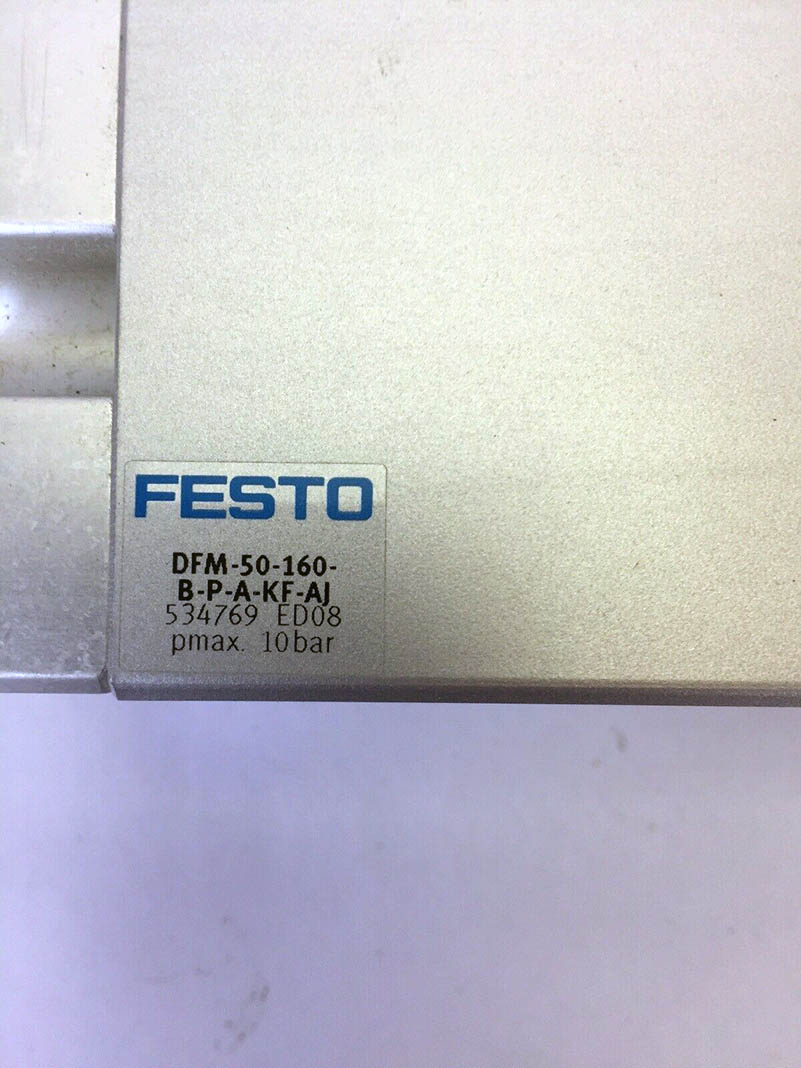 FESTO
DFM-50-160-
B-P-A-KF-AJ
534769 ED08
pmax. 10bar